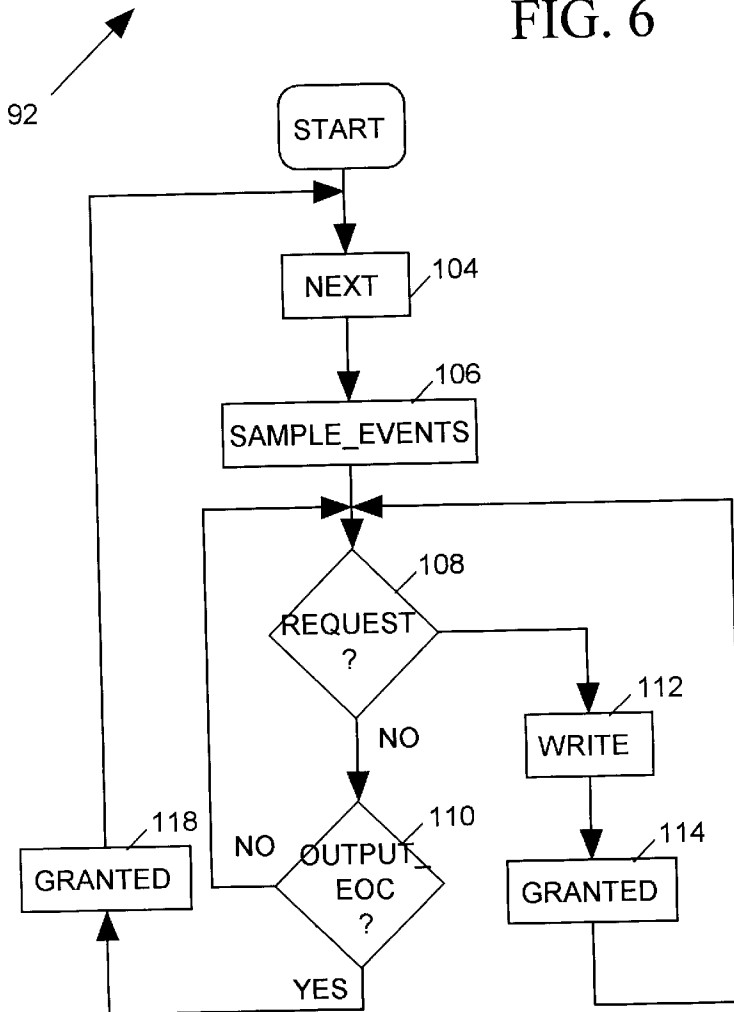 FIG. 6
92
START
NEXT
104
106
SAMPLE_EVENTS
108
REQUEST
?
112
WRITE
NO
110
118
NO
OUTPUT_
EOC
?
114
GRANTED
GRANTED
YES